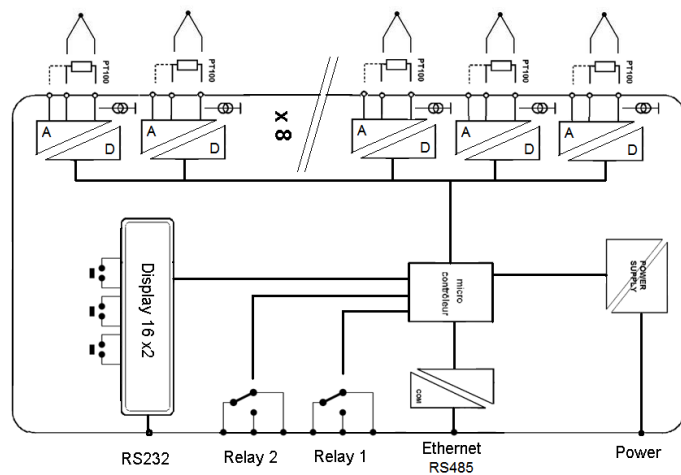 PT100
PT100
PT100
PT100
PT100
A
D
A
D
x 8
A
D
A
D
A
D
Display 16 x2
micro
contrôleur
POWER
SUPPLY
COM
RS232
Relay 2
Relay 1
Ethernet
RS485
Power